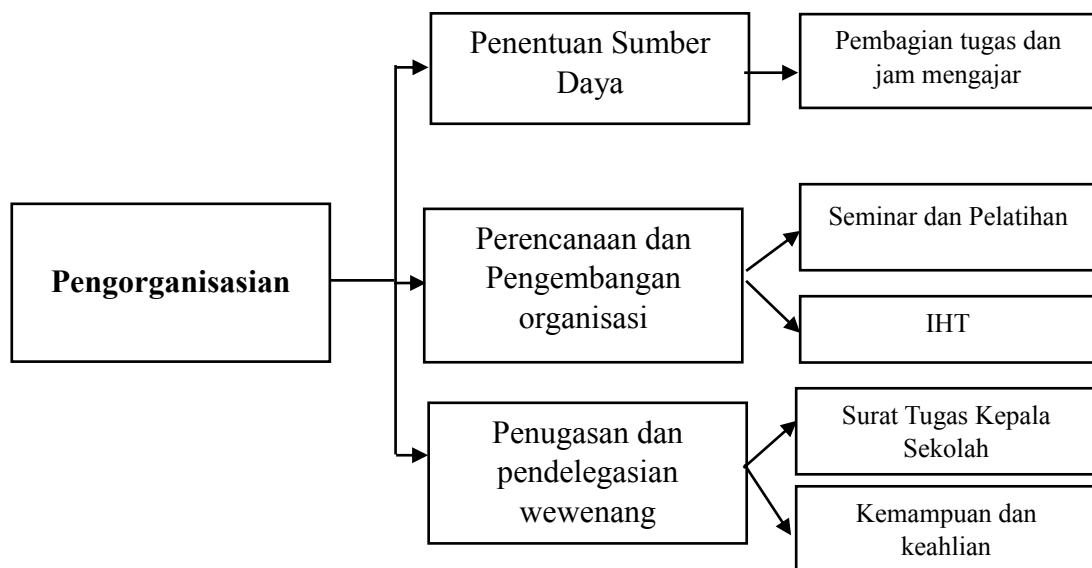 Pengorganisasian
Penentuan Sumber
Daya
Pembagian tugas dan
jam mengajar
Perencanaan dan
Pengembangan
organisasi
Seminar dan Pelatihan
IHT
Penugasan dan
pendelegasian
wewenang
Surat Tugas Kepala
Sekolah
Kemampuan dan
keahlian